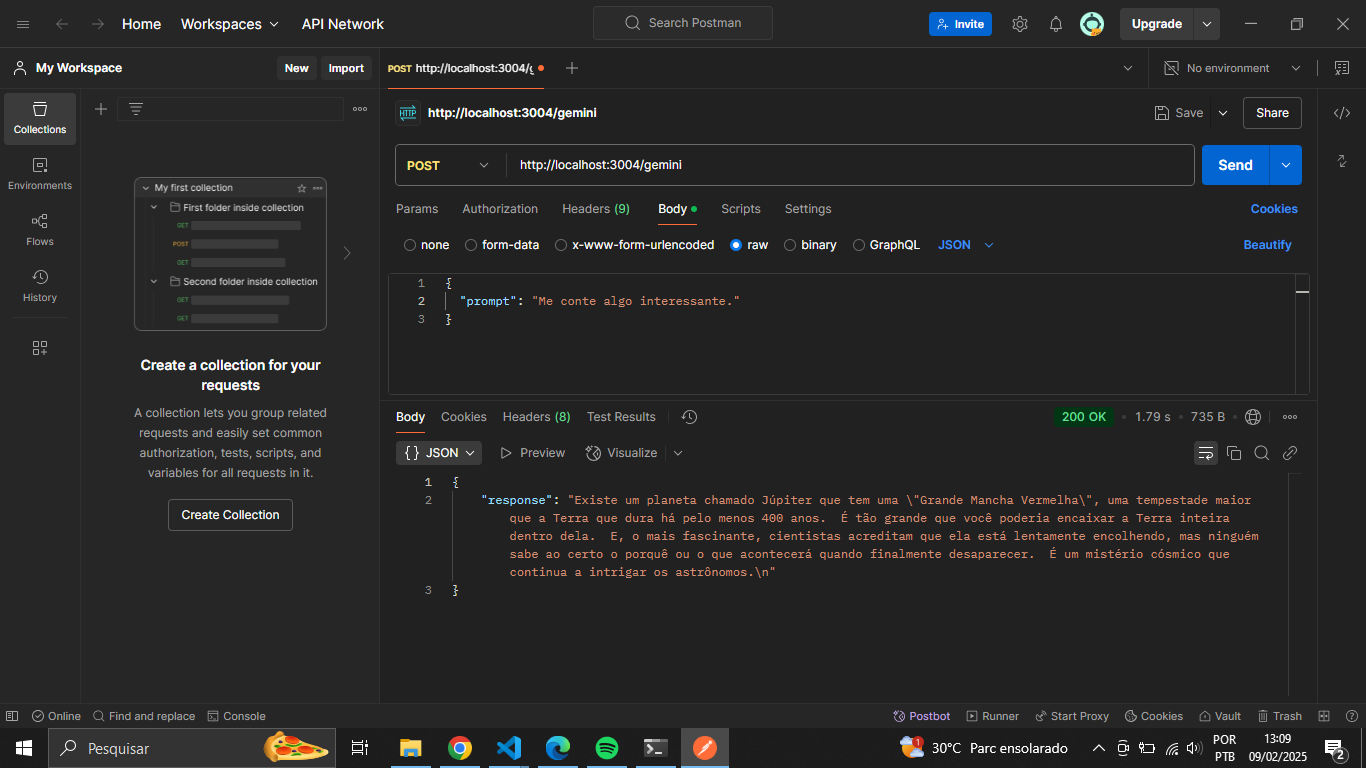 Home Workspaces API Network Search Postman Invite Upgrade
My Workspace New Import POST http://localhost:3004/g No environment
Collections
Environments
Flows
History
My first collection
First folder inside collection
GET
POST
GET
Second folder inside collection
GET
GET
Create a collection for your
requests
A collection lets you group related
requests and easily set common
authorization, tests, scripts, and
variables for all requests in it.
Create Collection
HTTP http://localhost:3004/gemini Save Share
POST http://localhost:3004/gemini Send
Params Authorization Headers (9) Body Scripts Settings Cookies
none form-data x-www-form-urlencoded raw binary GraphQL JSON Beautify
1 {
2 "prompt": "Me conte algo interessante."
3 }
Body Cookies Headers (8) Test Results 200 OK • 1.79 s • 735 B
{} JSON Preview Visualize
1 {
2 "response": "Existe um planeta chamado Júpiter que tem uma \"Grande Mancha Vermelha\", uma tempestade maior
que a Terra que dura há pelo menos 400 anos.  É tão grande que você poderia encaixar a Terra inteira
dentro dela.  E, o mais fascinante, cientistas acreditam que ela está lentamente encolhendo, mas ninguém
sabe ao certo o porquê ou o que acontecerá quando finalmente desaparecer.  É um mistério cósmico que
continua a intrigar os astrônomos.\n"
3 }
Online Find and replace Console Postbot Runner Start Proxy Cookies Vault Trash
Pesquisar 1 30°C Parc ensolarado POR 13:09
PTB 09/02/2025 2